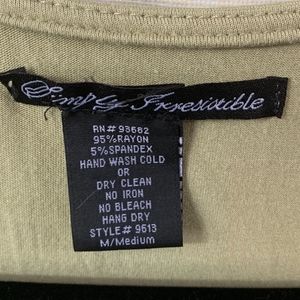 Simply Irresistible
RN# 93662
95% RAYON
5% SPANDEX
HAND WASH COLD
OR
DRY CLEAN
NO IRON
NO BLEACH
HANG DRY
STYLE# 9613
M/Medium